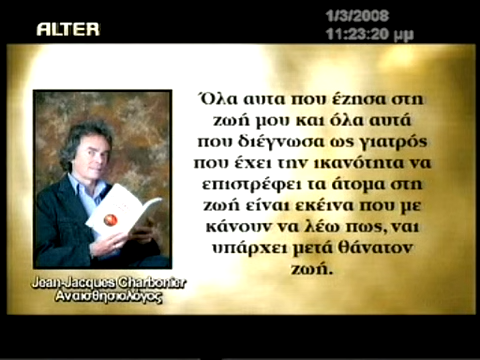 ALTER
1/3/2008
11:23:20 μμ
Όλα αυτα που έζησα στη
ζωή μου και όλα αυτά
που διέγνωσα ως γιατρός
που έχει την ικανότητα να
επιστρέφει τα άτομα στη
ζωή είναι εκείνα που με
κάνουν να λέω πως, ναι
υπάρχει μετά θάνατον
ζωή.
Jean-Jacques Charbonier
Αναισθησιολόγος